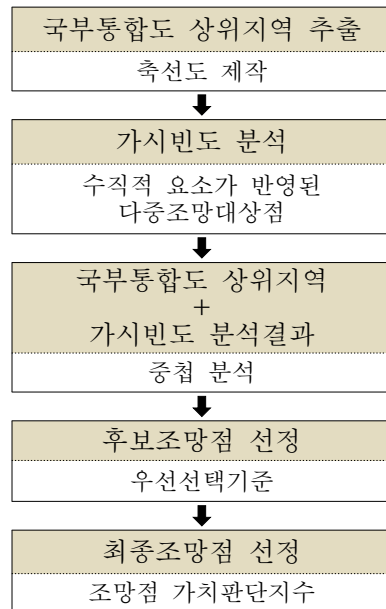 국부통합도 상위지역 추출
축선도 제작
가시빈도 분석
수직적 요소가 반영된
다중조망대상점
국부통합도 상위지역
+
가시빈도 분석결과
중첩 분석
후보조망점 선정
우선선택기준
최종조망점 선정
조망점 가치판단지수